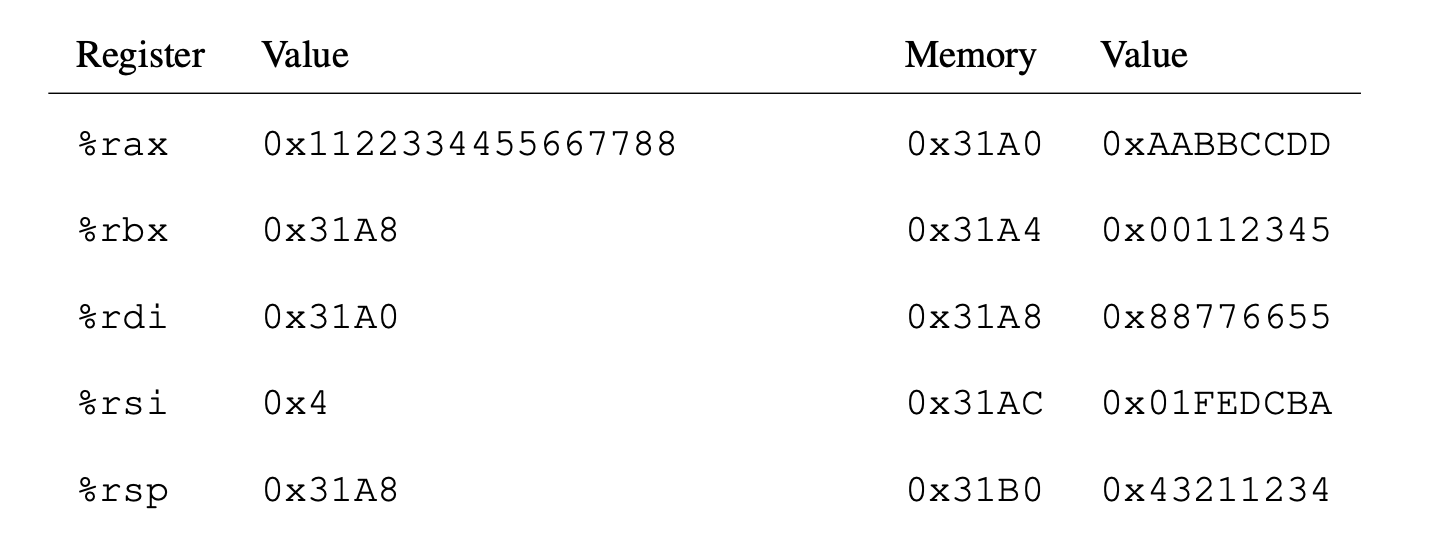 Register Value Memory Value
%rax 0x1122334455667788 0x31A0 0xAABBCCDD
%rbx 0x31A8 0x31A4 0x00112345
%rdi 0x31A0 0x31A8 0x88776655
%rsi 0x4 0x31AC 0x01FEDCBA
%rsp 0x31A8 0x31B0 0x43211234